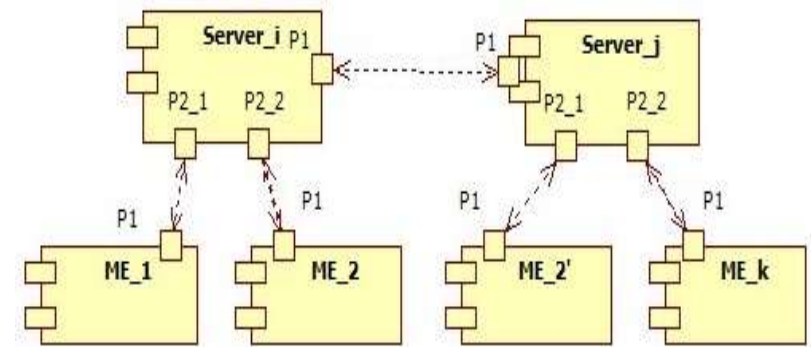 Server_i P1
P1 Server_j
P2_1 P2_2
P2_1 P2_2
P1 P1 P1 P1
ME_1 ME_2 ME_2' ME_k